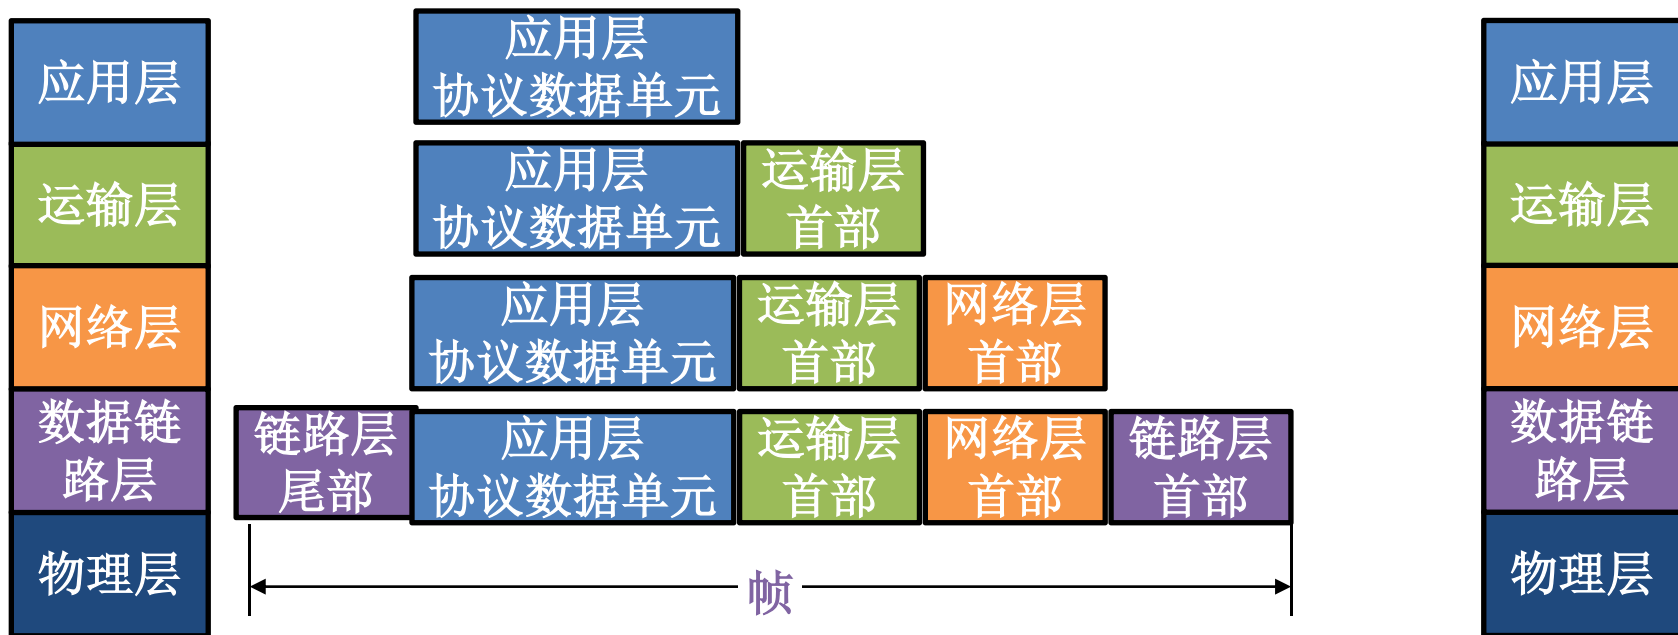 应用层
运输层
网络层
数据链
路层
物理层
应用层
协议数据单元
应用层
协议数据单元
运输层
首部
应用层
协议数据单元
运输层
首部
网络层
首部
链路层
尾部
应用层
协议数据单元
运输层
首部
网络层
首部
链路层
首部
帧
应用层
运输层
网络层
数据链
路层
物理层